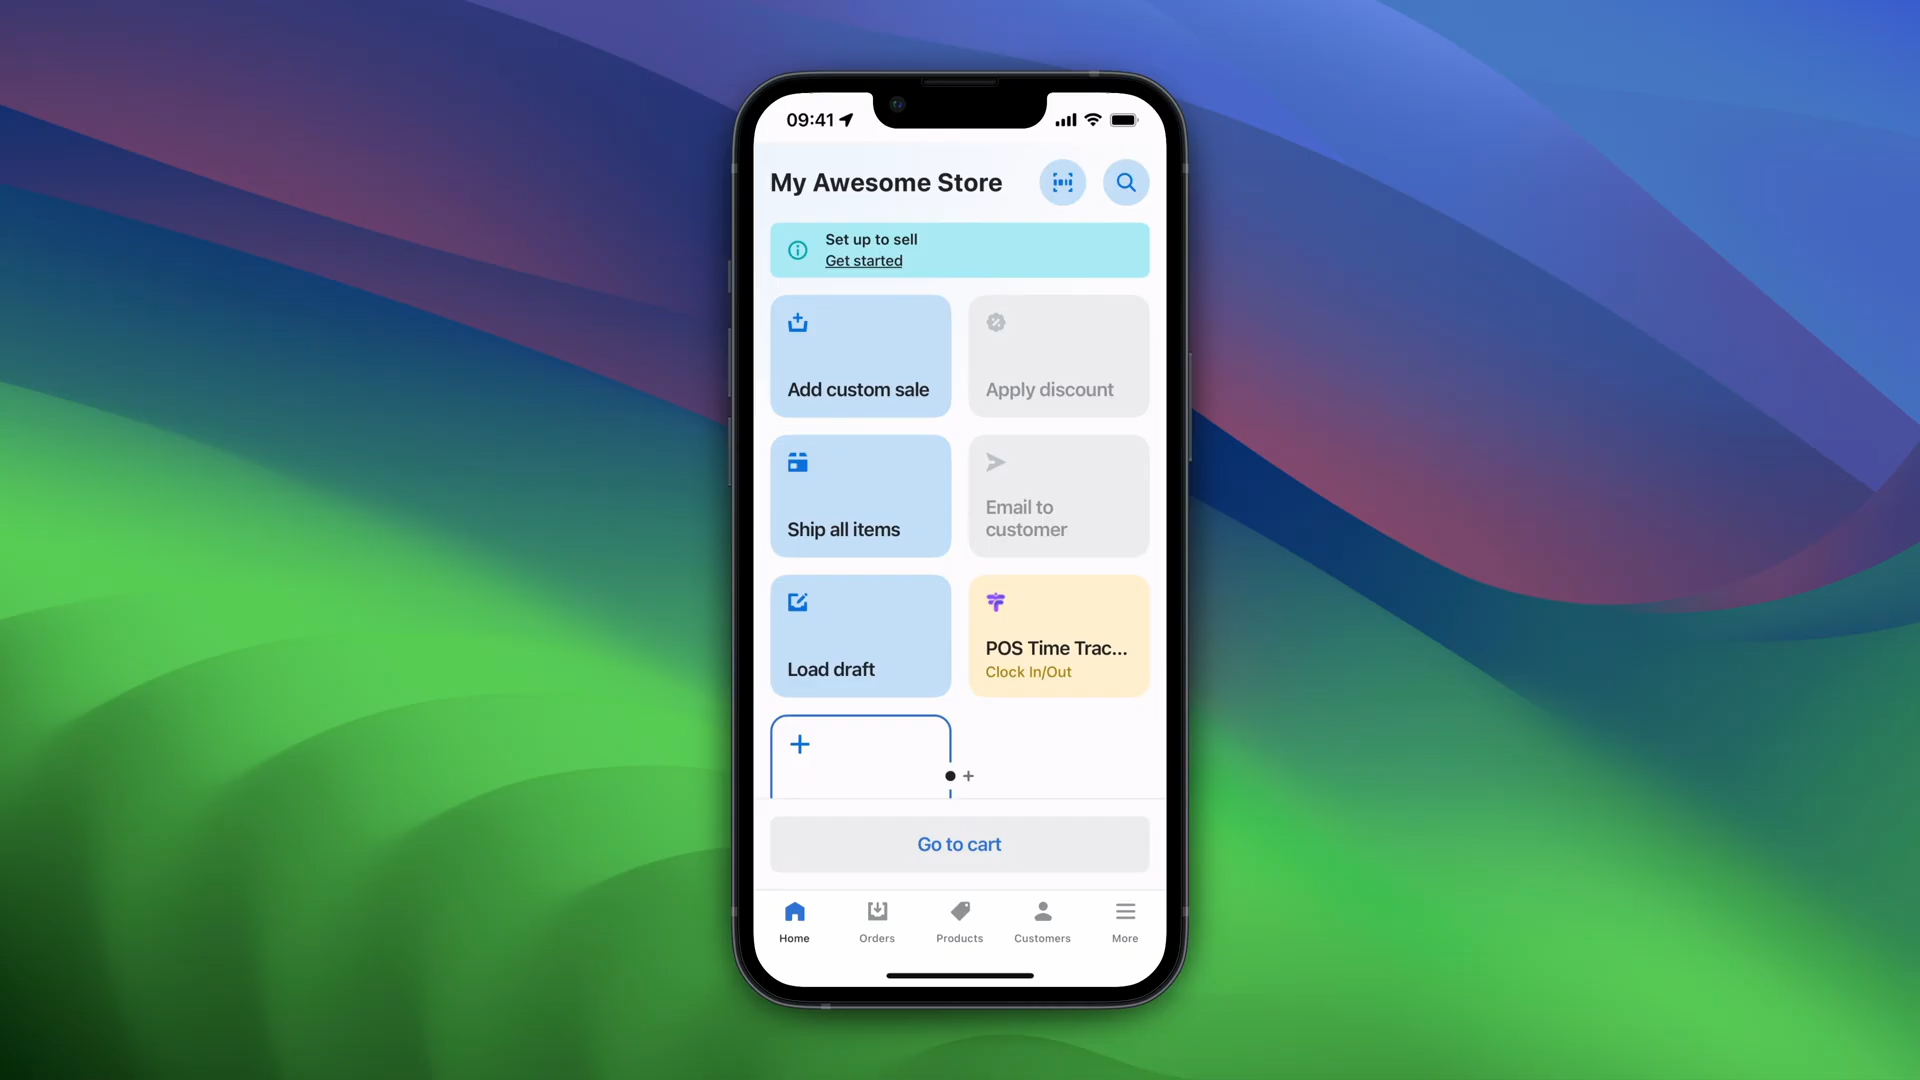 09:41
My Awesome Store
Set up to sell
Get started
Add custom sale
Apply discount
Ship all items
Email to
customer
Load draft
POS Time Trac...
Clock In/Out
Go to cart
Home
Orders
Products
Customers
More